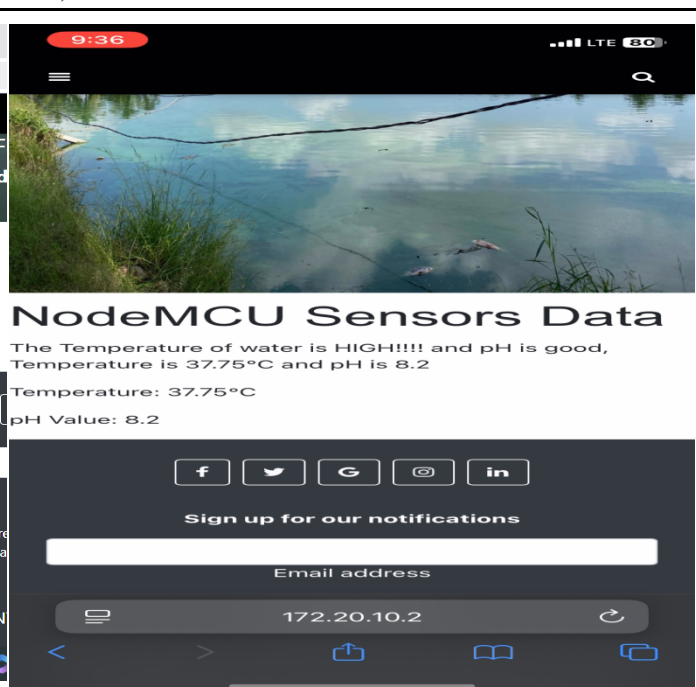 9:36
LTE 80
NodeMCU Sensors Data
The Temperature of water is HIGH!!!! and pH is good,
Temperature is 37.75°C and pH is 8.2
Temperature: 37.75°C
pH Value: 8.2
f G in
Sign up for our notifications
Email address
172.20.10.2